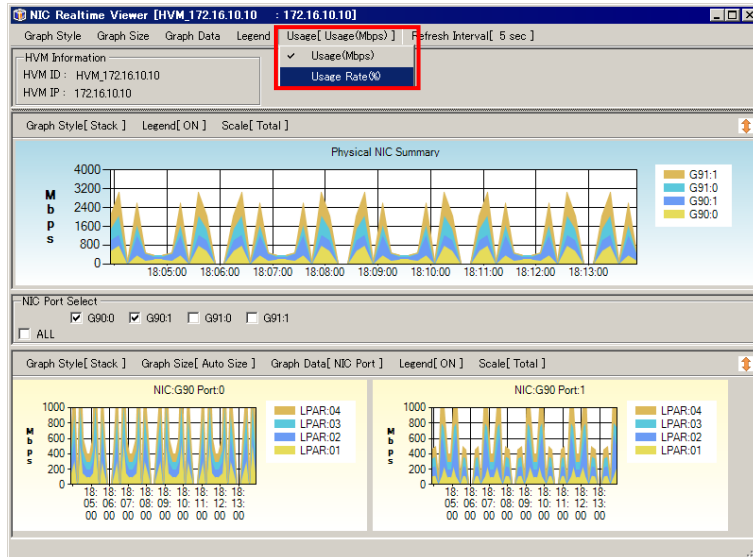 NIC Realtime Viewer [HVM_172.16.10.10 : 172.16.10.10]
Graph Style Graph Size Graph Data Legend Usage[ Usage(Mbps) ] Refresh Interval[ 5 sec ]
✓ Usage(Mbps)
Usage Rate(%)
HVM Information
HVM ID : HVM_172.16.10.10
HVM IP : 172.16.10.10
Graph Style[ Stack ] Legend[ ON ] Scale[ Total ]
Physical NIC Summary
Mbps
4000
3200
2400
1600
800
0
18:05:00 18:06:00 18:07:00 18:08:00 18:09:00 18:10:00 18:11:00 18:12:00 18:13:00
G91:1
G91:0
G90:1
G90:0
NIC Port Select
G90:0 G90:1 G91:0 G91:1
ALL
Graph Style[ Stack ] Graph Size[ Auto Size ] Graph Data[ NIC Port ] Legend[ ON ] Scale[ Total ]
NIC:G90 Port:0
Mbps
1000
800
600
400
200
0
18:05:00 18:06:00 18:07:00 18:08:00 18:09:00 18:10:00 18:11:00 18:12:00 18:13:00
LPAR:04
LPAR:03
LPAR:02
LPAR:01
NIC:G90 Port:1
Mbps
1000
800
600
400
200
0
18:05:00 18:06:00 18:07:00 18:08:00 18:09:00 18:10:00 18:11:00 18:12:00 18:13:00
LPAR:04
LPAR:03
LPAR:02
LPAR:01